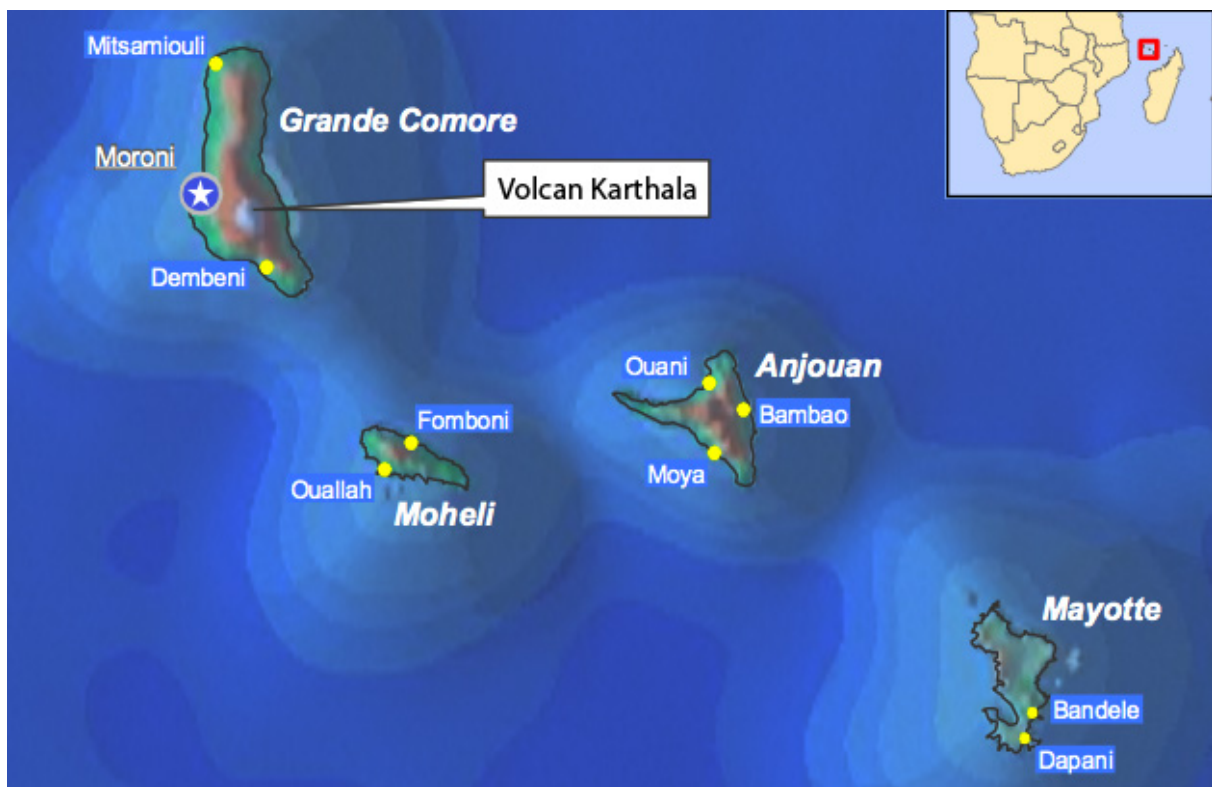 Mitsamiouli
Grande Comore
Moroni
Volcan Karthala
Dembeni
Ouani
Anjouan
Bambao
Fomboni
Moya
Ouallah
Moheli
Mayotte
Bandele
Dapani